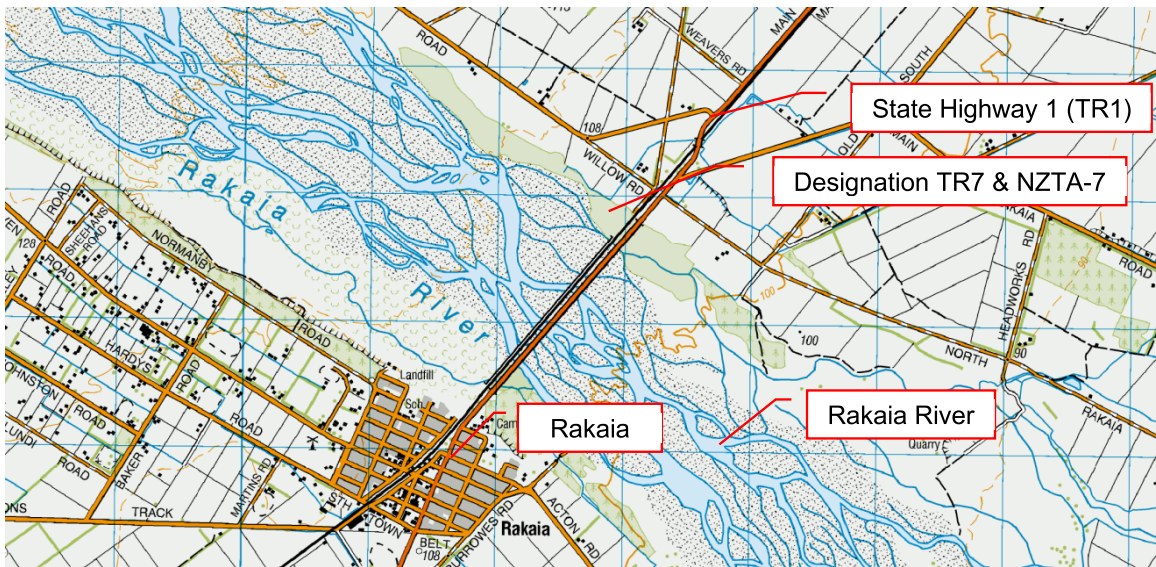 ROAD
WEAVERS RD
MAIN
SOUTH
State Highway 1 (TR1)
108
OLD
MAIN
WILLOW RD
Designation TR7 & NZTA-7
Rakaia
River
ROAD
SHEEHANS
ROAD
NORMANBY
128
ROAD
ROAD
RAKAIA
ROAD
HEADWORKS RD
90
100
100
NORTH
90
RAKAIA
HARDYS
ROAD
Landfill
Sch
JOHNSTON
ROAD
ROAD
BAKER
MARTINS RD
Rakaia
Rakaia River
Quarry
TRACK
STH TOWN
BELT
108
ACTON
RD
Rakaia